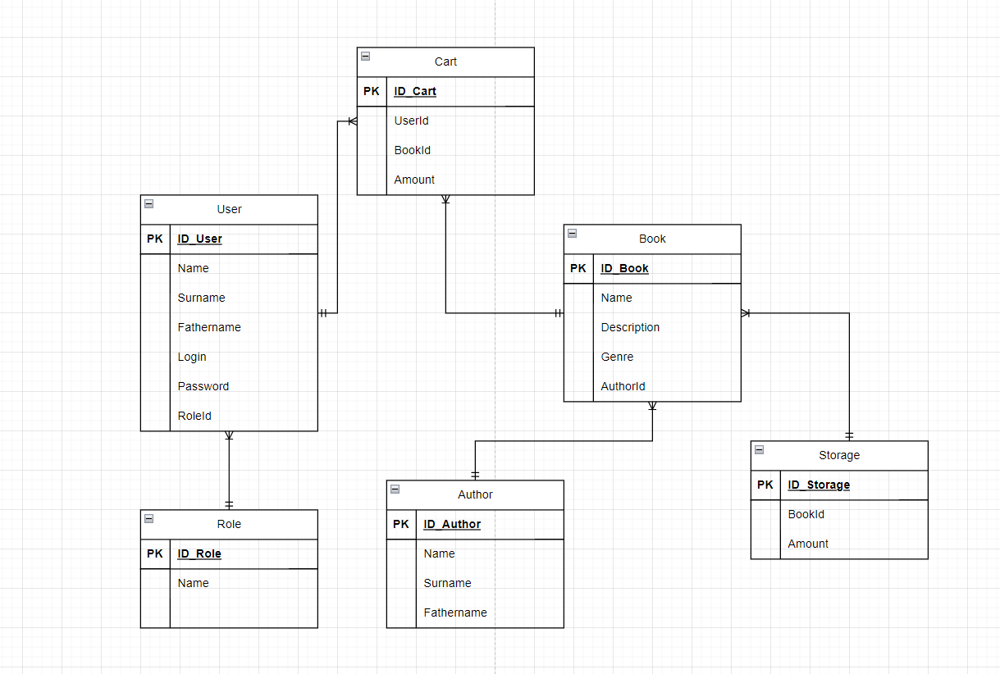 Cart
PK ID_Cart
UserId
BookId
Amount
User
PK ID_User
Name
Surname
Fathername
Login
Password
RoleId
Book
PK ID_Book
Name
Description
Genre
AuthorId
Role
PK ID_Role
Name
Author
PK ID_Author
Name
Surname
Fathername
Storage
PK ID_Storage
BookId
Amount